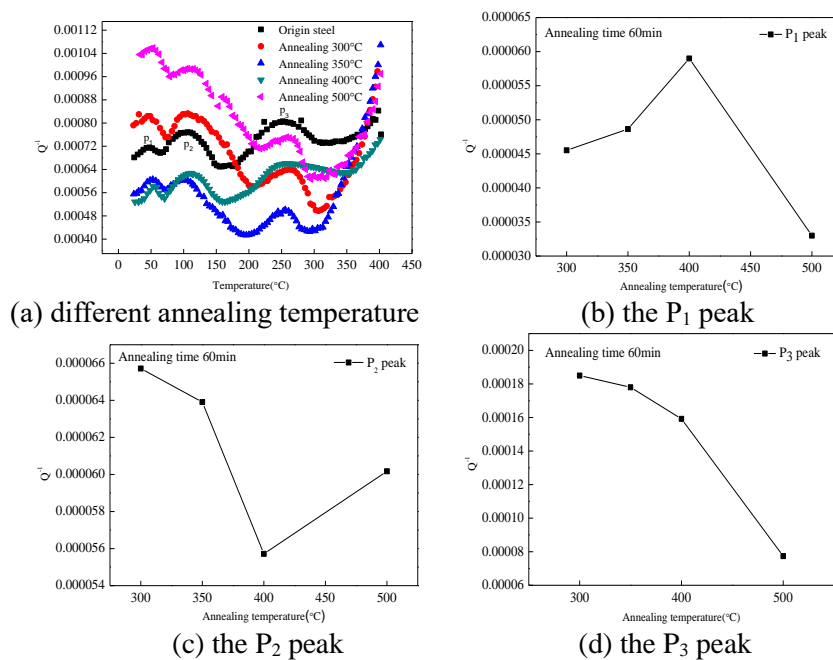 0.00112
0.00104
0.00096
0.00088
0.00080
0.00072
0.00064
0.00056
0.00048
0.00040
Q⁻¹
0 50 100 150 200 250 300 350 400 450
Temperature(°C)
Origin steel
Annealing 300°C
Annealing 350°C
Annealing 400°C
Annealing 500°C
p₁
p₂
p₃
(a) different annealing temperature
0.000065
0.000060
0.000055
0.000050
0.000045
0.000040
0.000035
0.000030
Q⁻¹
300 350 400 450 500
Annealing temperature(°C)
Annealing time 60min
P₁ peak
(b) the P₁ peak
0.000066
0.000064
0.000062
0.000060
0.000058
0.000056
0.000054
Q⁻¹
300 350 400 450 500
Annealing temperature(°C)
Annealing time 60min
P₂ peak
(c) the P₂ peak
0.00020
0.00018
0.00016
0.00014
0.00012
0.00010
0.00008
0.00006
Q⁻¹
300 350 400 450 500
Annealing temperature(°C)
Annealing time 60min
P₃ peak
(d) the P₃ peak